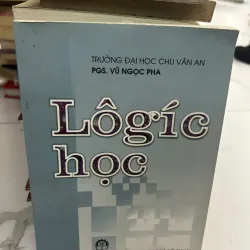 TRƯỜNG ĐẠI HỌC CHU VĂN AN
PGS. VŨ NGỌC PHA
Lôgíc
học